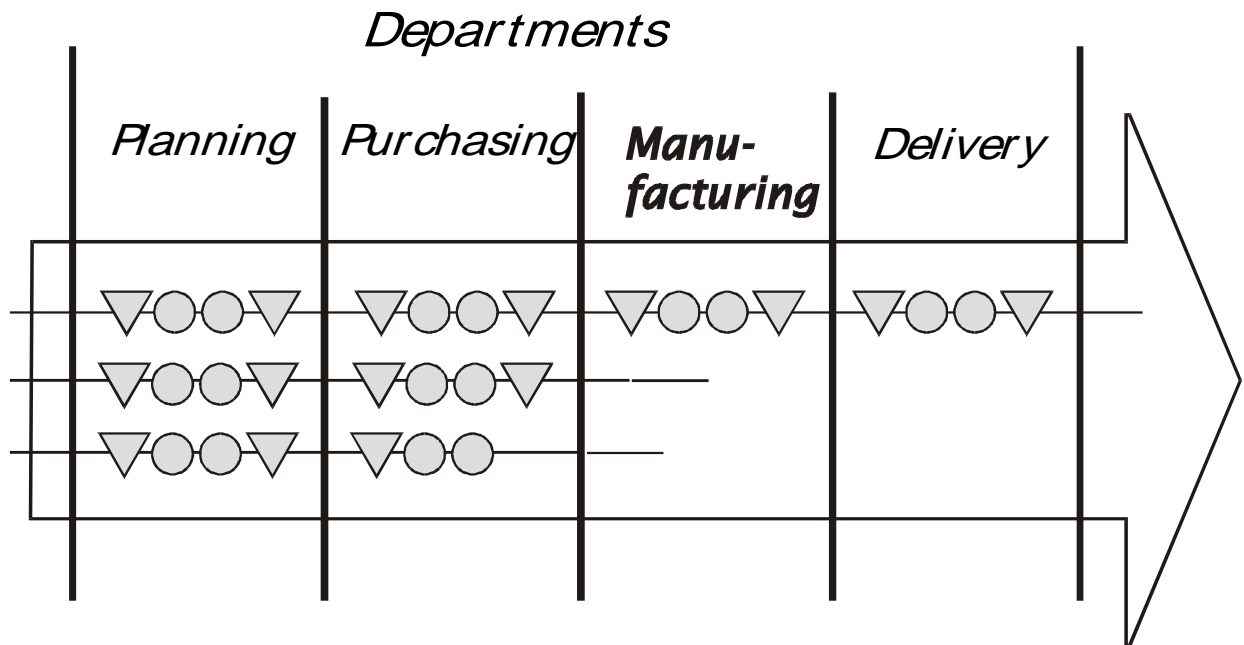 Departments
Planning
Purchasing
Manu-
facturing
Delivery